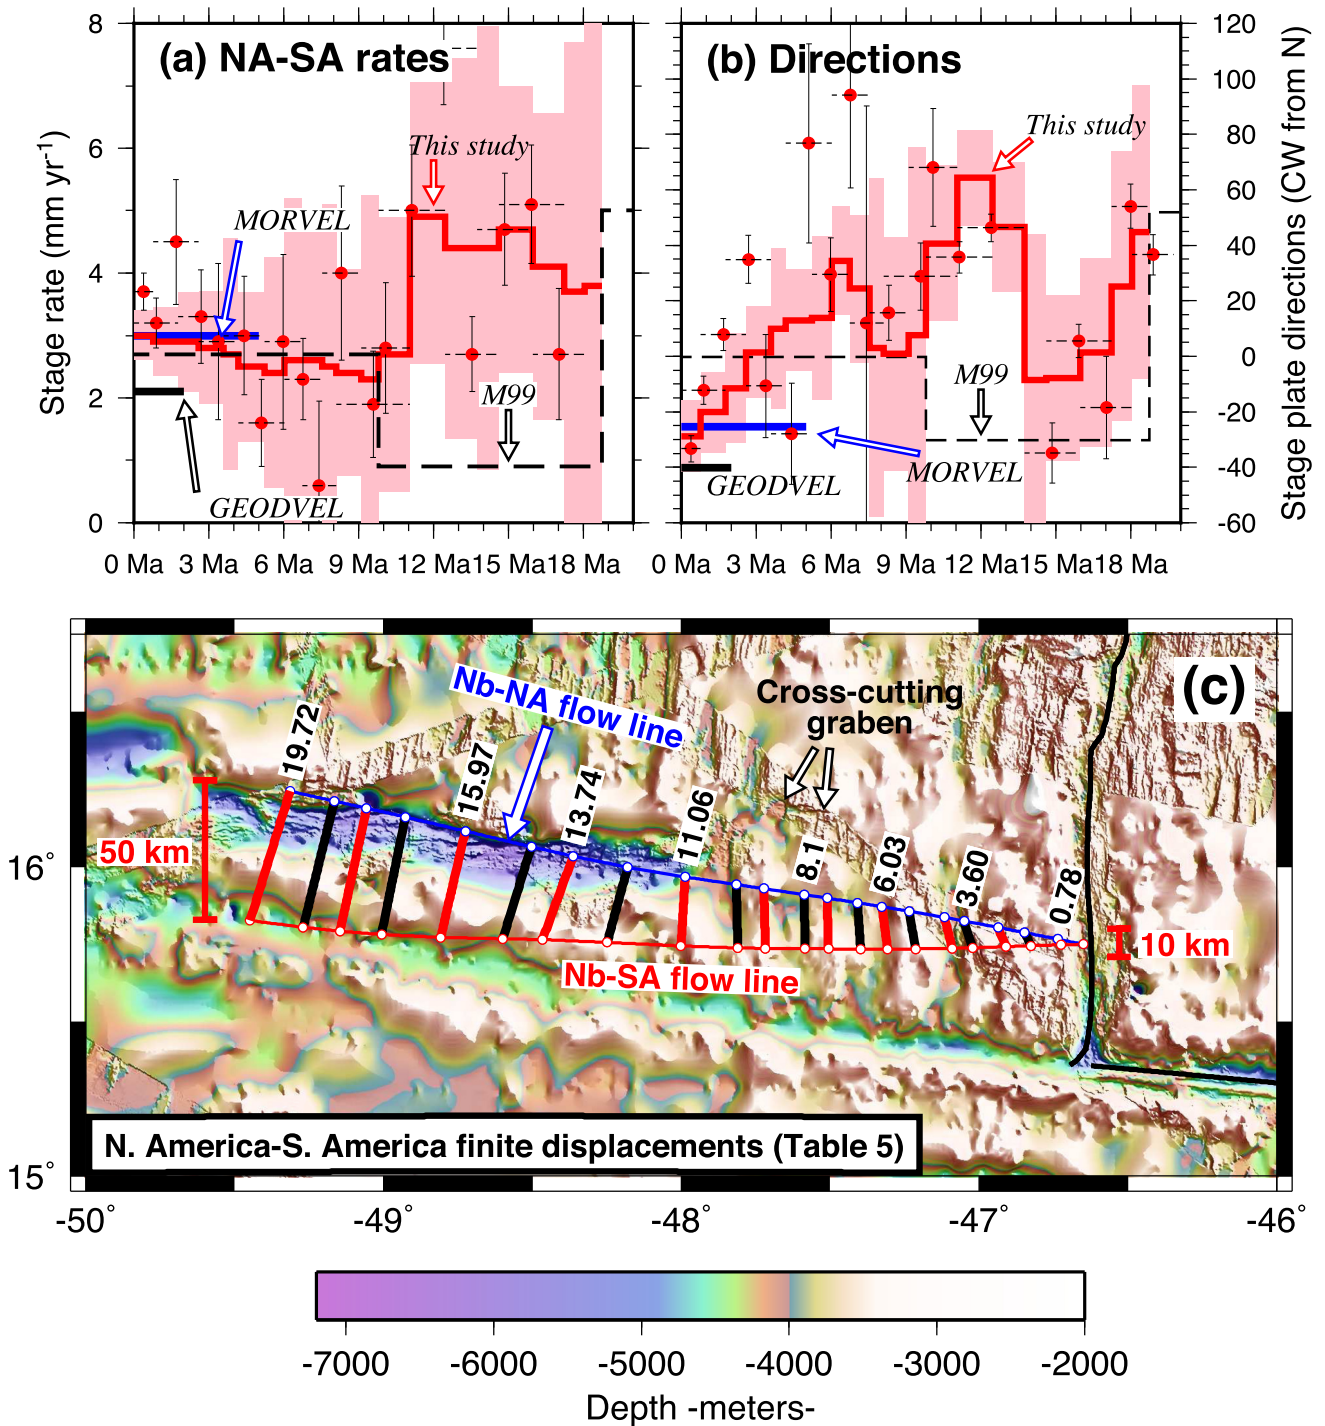 (a) NA-SA rates
Stage rate (mm yr-1)
8
6
4
2
0
This study
MORVEL
M99
GEODVEL
0 Ma 3 Ma 6 Ma 9 Ma 12 Ma 15 Ma 18 Ma
(b) Directions
Stage plate directions (CW from N)
120
100
80
60
40
20
0
-20
-40
-60
This study
M99
MORVEL
GEODVEL
0 Ma 3 Ma 6 Ma 9 Ma 12 Ma 15 Ma 18 Ma
(c)
Nb-NA flow line
Cross-cutting
graben
19.72
15.97
13.74
11.06
8.1
6.03
3.60
0.78
50 km
10 km
Nb-SA flow line
N. America-S. America finite displacements (Table 5)
16°
15°
-50° -49° -48° -47° -46°
-7000 -6000 -5000 -4000 -3000 -2000
Depth -meters-